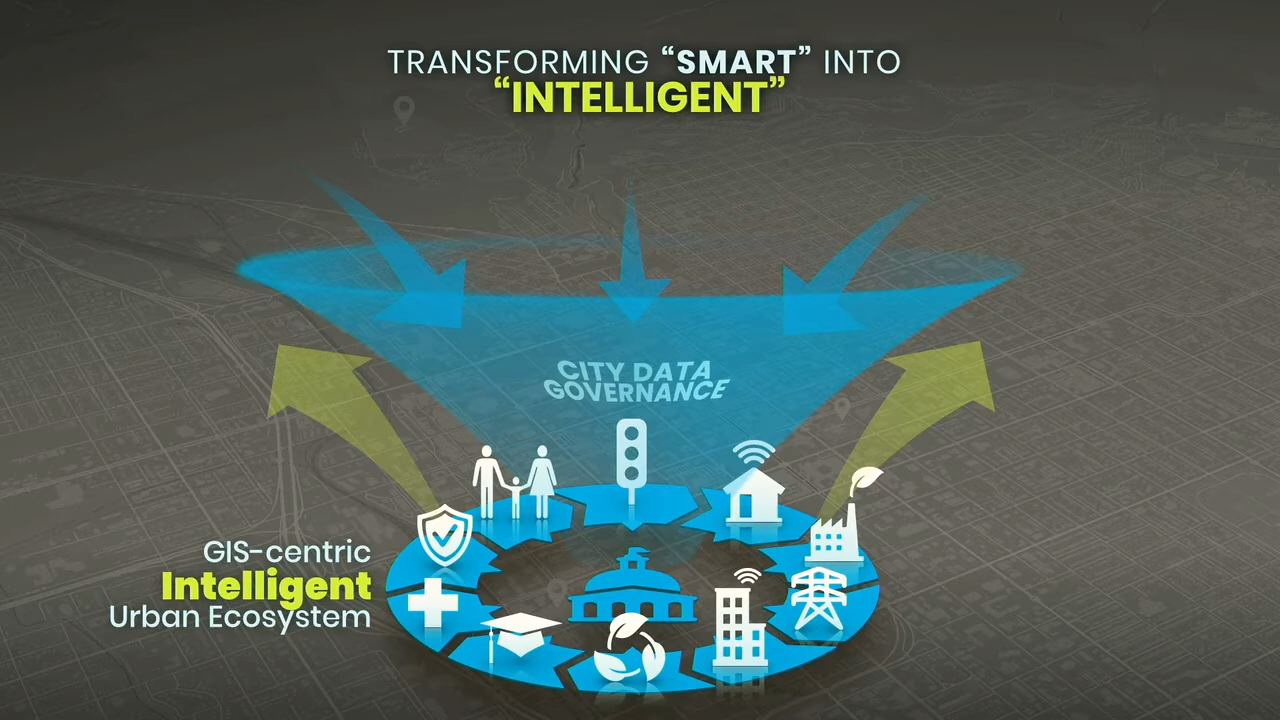 TRANSFORMING “SMART” INTO
“INTELLIGENT”
CITY DATA
GOVERNANCE
GIS-centric
Intelligent
Urban Ecosystem